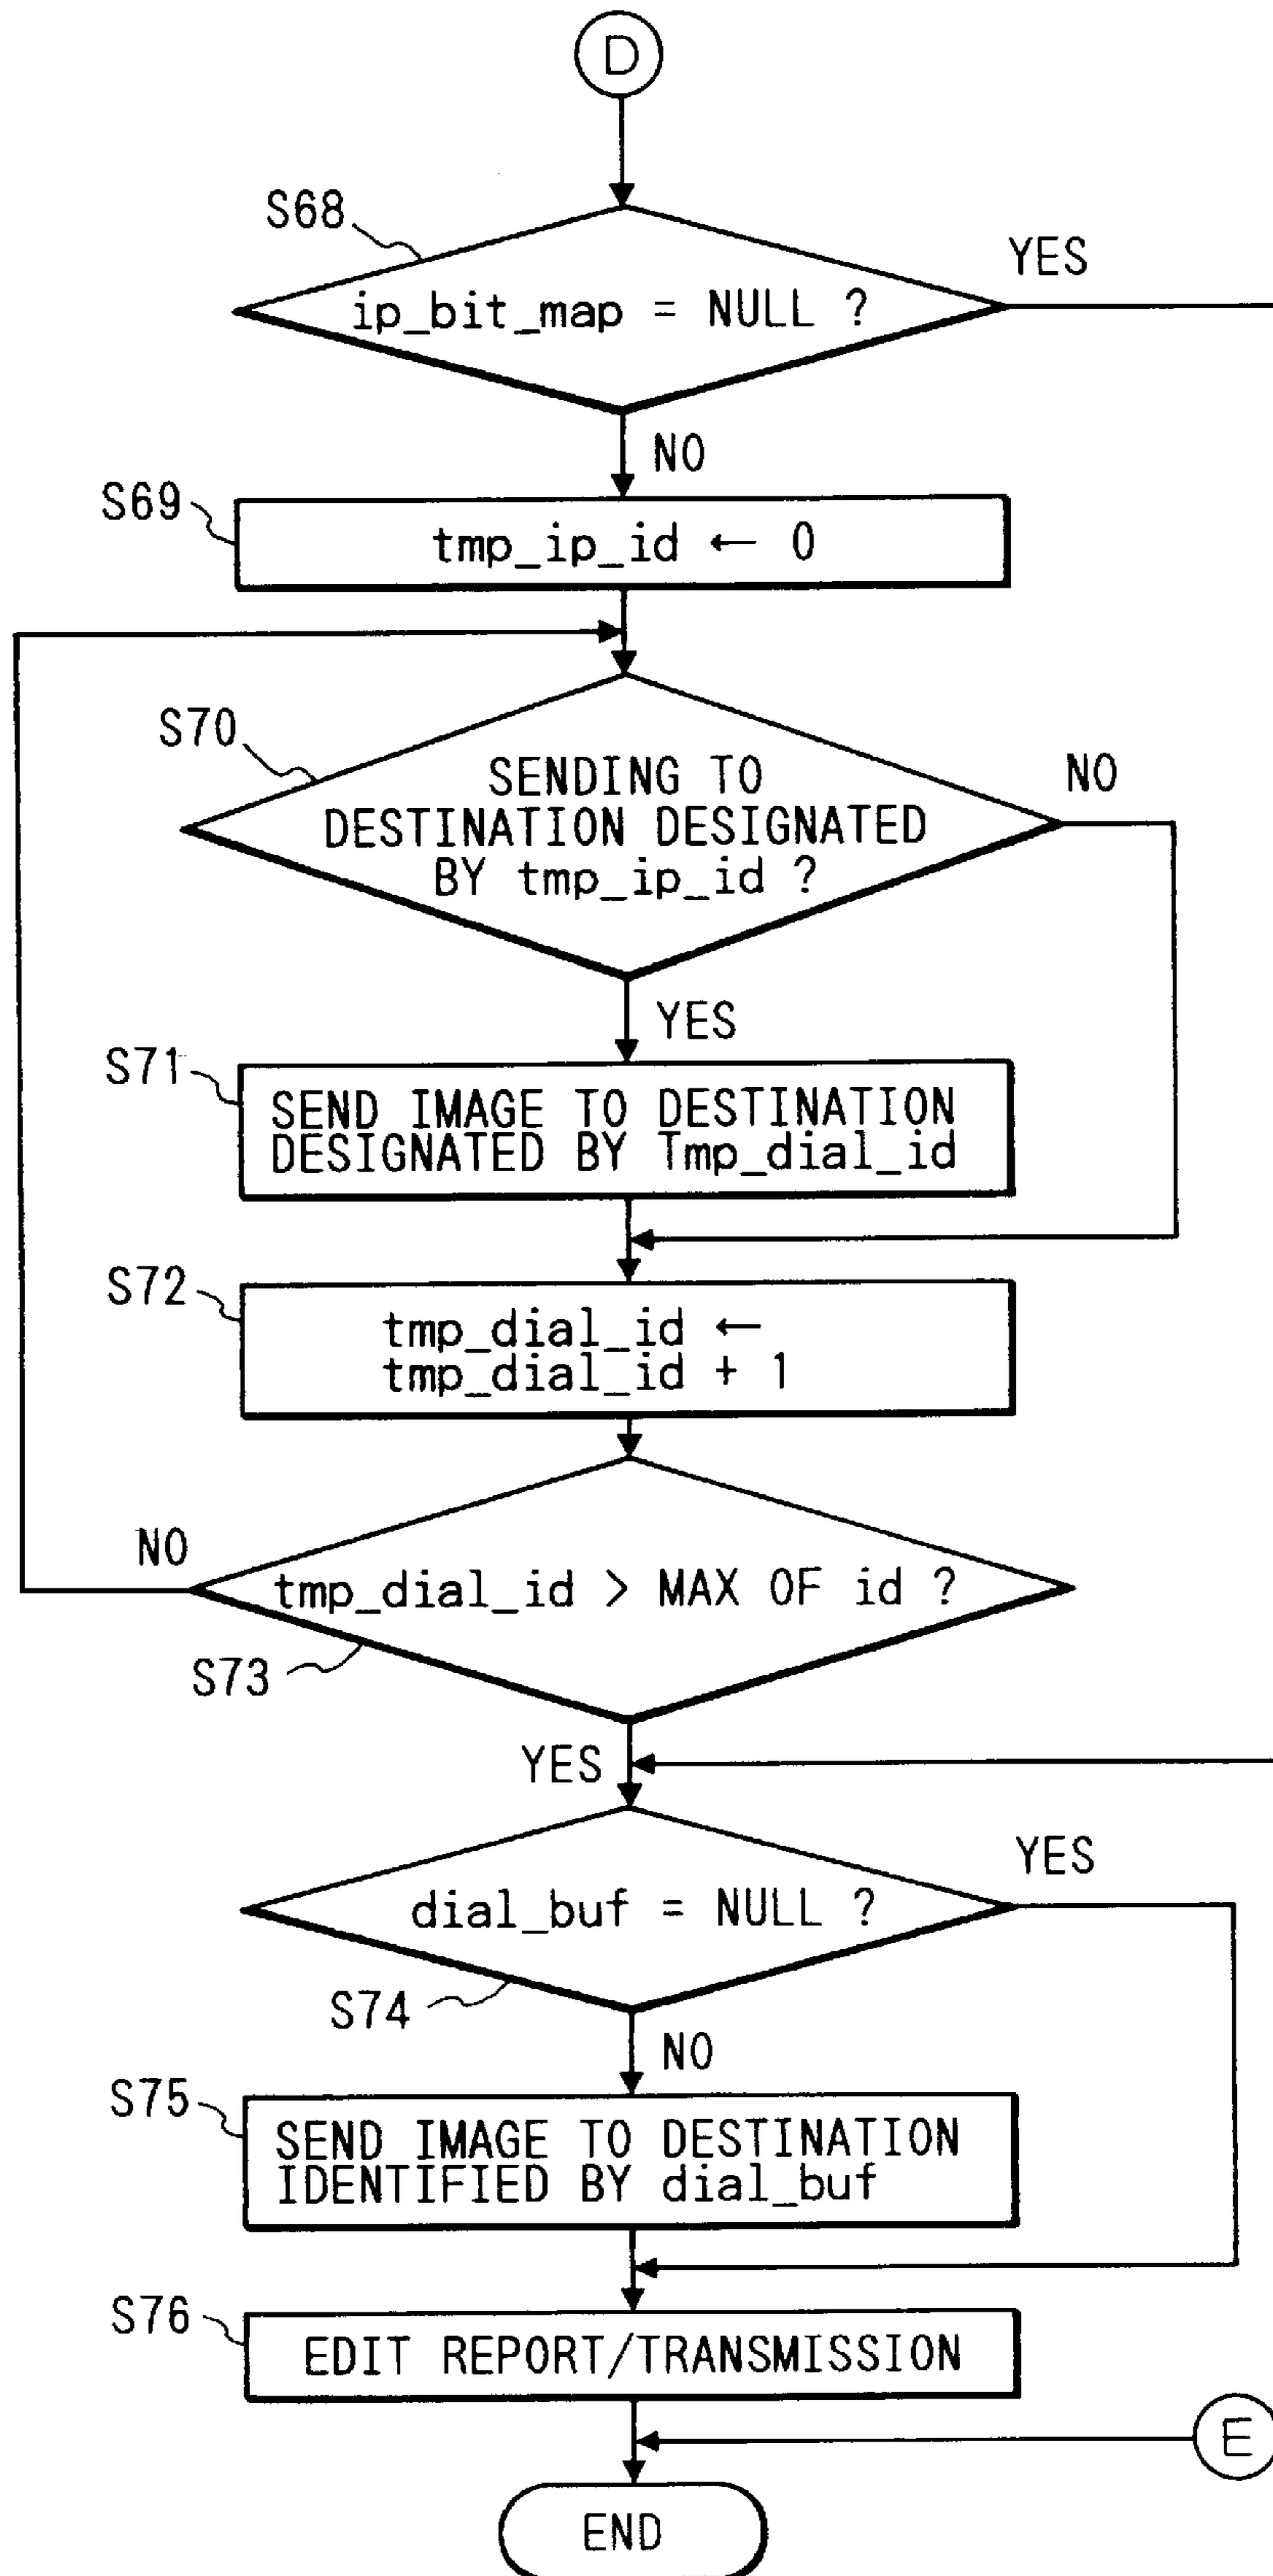 D
S68
ip_bit_map = NULL ?
YES
NO
S69
tmp_ip_id ← 0
S70
SENDING TO
DESTINATION DESIGNATED
BY tmp_ip_id ?
NO
YES
S71
SEND IMAGE TO DESTINATION
DESIGNATED BY Tmp_dial_id
S72
tmp_dial_id ←
tmp_dial_id + 1
NO
tmp_dial_id > MAX OF id ?
S73
YES
dial_buf = NULL ?
YES
S74
NO
S75
SEND IMAGE TO DESTINATION
IDENTIFIED BY dial_buf
S76
EDIT REPORT/TRANSMISSION
E
END